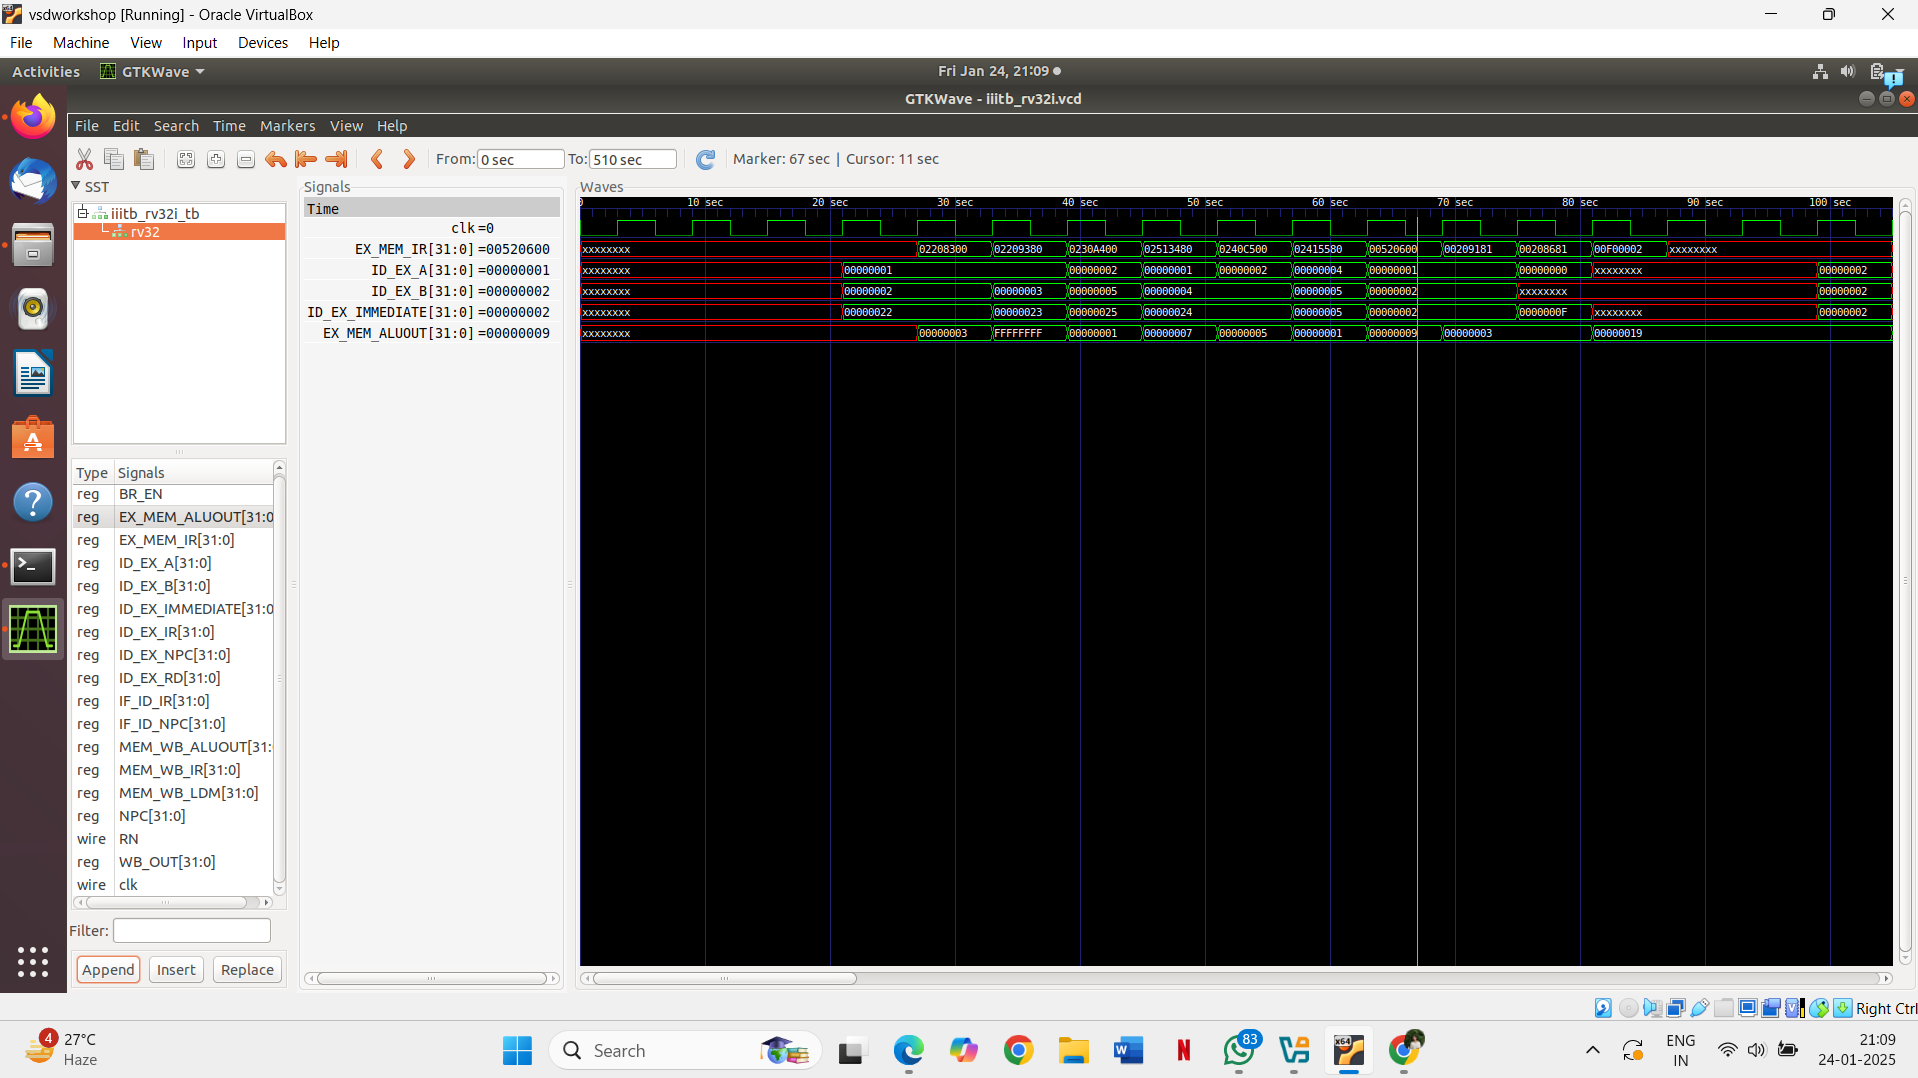 vsdworkshop [Running] - Oracle VirtualBox
File Machine View Input Devices Help
Activities GTKWave Fri Jan 24, 21:09
GTKWave - iiitb_rv32i.vcd
File Edit Search Time Markers View Help
From: 0 sec To: 510 sec Marker: 67 sec | Cursor: 11 sec
SST
iiitb_rv32i_tb
rv32
Type Signals
reg BR_EN
reg EX_MEM_ALUOUT[31:0
reg EX_MEM_IR[31:0]
reg ID_EX_A[31:0]
reg ID_EX_B[31:0]
reg ID_EX_IMMEDIATE[31:0
reg ID_EX_IR[31:0]
reg ID_EX_NPC[31:0]
reg ID_EX_RD[31:0]
reg IF_ID_IR[31:0]
reg IF_ID_NPC[31:0]
reg MEM_WB_ALUOUT[31:
reg MEM_WB_IR[31:0]
reg MEM_WB_LDM[31:0]
reg NPC[31:0]
wire RN
reg WB_OUT[31:0]
wire clk
Filter:
Append Insert Replace
Signals
Time
clk =0
EX_MEM_IR[31:0] =00520600
ID_EX_A[31:0] =00000001
ID_EX_B[31:0] =00000002
ID_EX_IMMEDIATE[31:0] =00000002
EX_MEM_ALUOUT[31:0] =00000009
Waves
0 10 sec 20 sec 30 sec 40 sec 50 sec 60 sec 70 sec 80 sec 90 sec 100 sec
xxxxxxxx 02208300 02209380 0230A400 02513480 0240C500 02415580 00520600 00209181 00208681 00F00002 xxxxxxxx
xxxxxxxx 00000001 00000002 00000001 00000002 00000004 00000001 00000000 xxxxxxxx 00000002
xxxxxxxx 00000002 00000003 00000005 00000004 00000005 00000002 xxxxxxxx 00000002
xxxxxxxx 00000022 00000023 00000025 00000024 00000005 00000002 0000000F xxxxxxxx 00000002
xxxxxxxx 00000003 FFFFFFFF 00000001 00000007 00000005 00000001 00000009 00000003 00000019
Right Ctrl
4 27°C
Haze
Search
83
x64
ENG
IN
21:09
24-01-2025